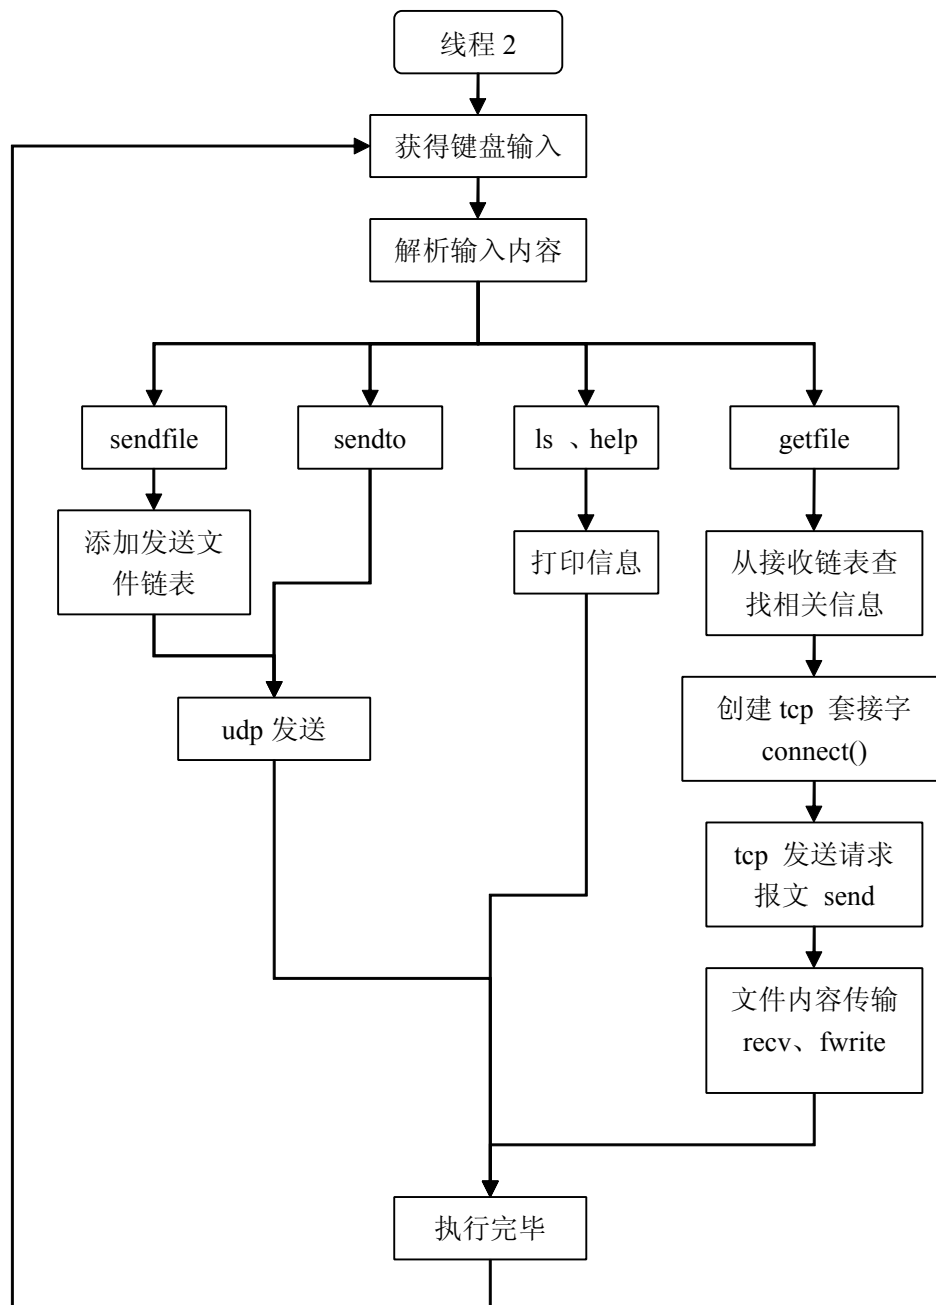 线程 2
获得键盘输入
解析输入内容
sendfile
sendto
ls 、help
getfile
添加发送文
件链表
打印信息
从接收链表查
找相关信息
udp 发送
创建 tcp 套接字
connect()
tcp 发送请求
报文 send
文件内容传输
recv、fwrite
执行完毕